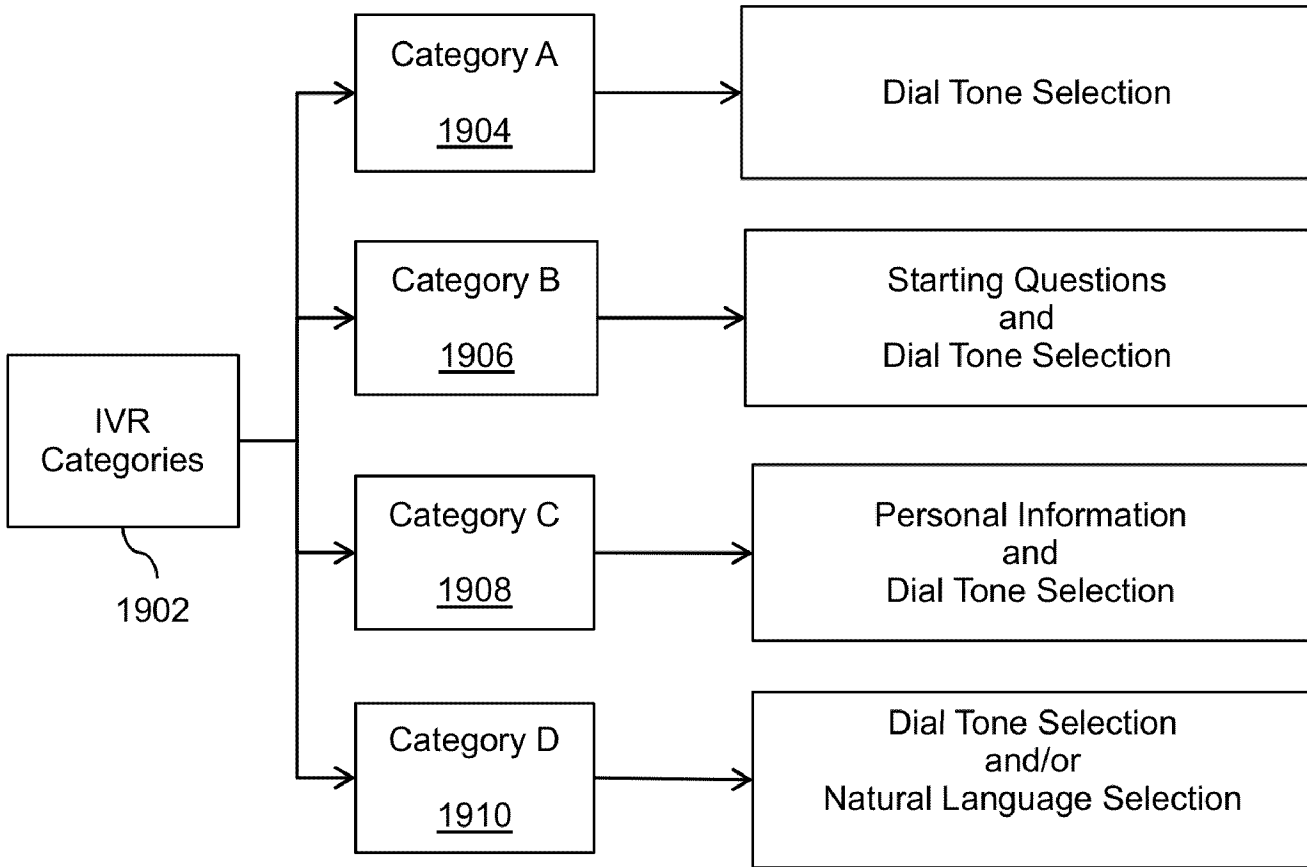 Category A
1904
Dial Tone Selection
Category B
1906
Starting Questions
and
Dial Tone Selection
IVR
Categories
1902
Category C
1908
Personal Information
and
Dial Tone Selection
Category D
1910
Dial Tone Selection
and/or
Natural Language Selection